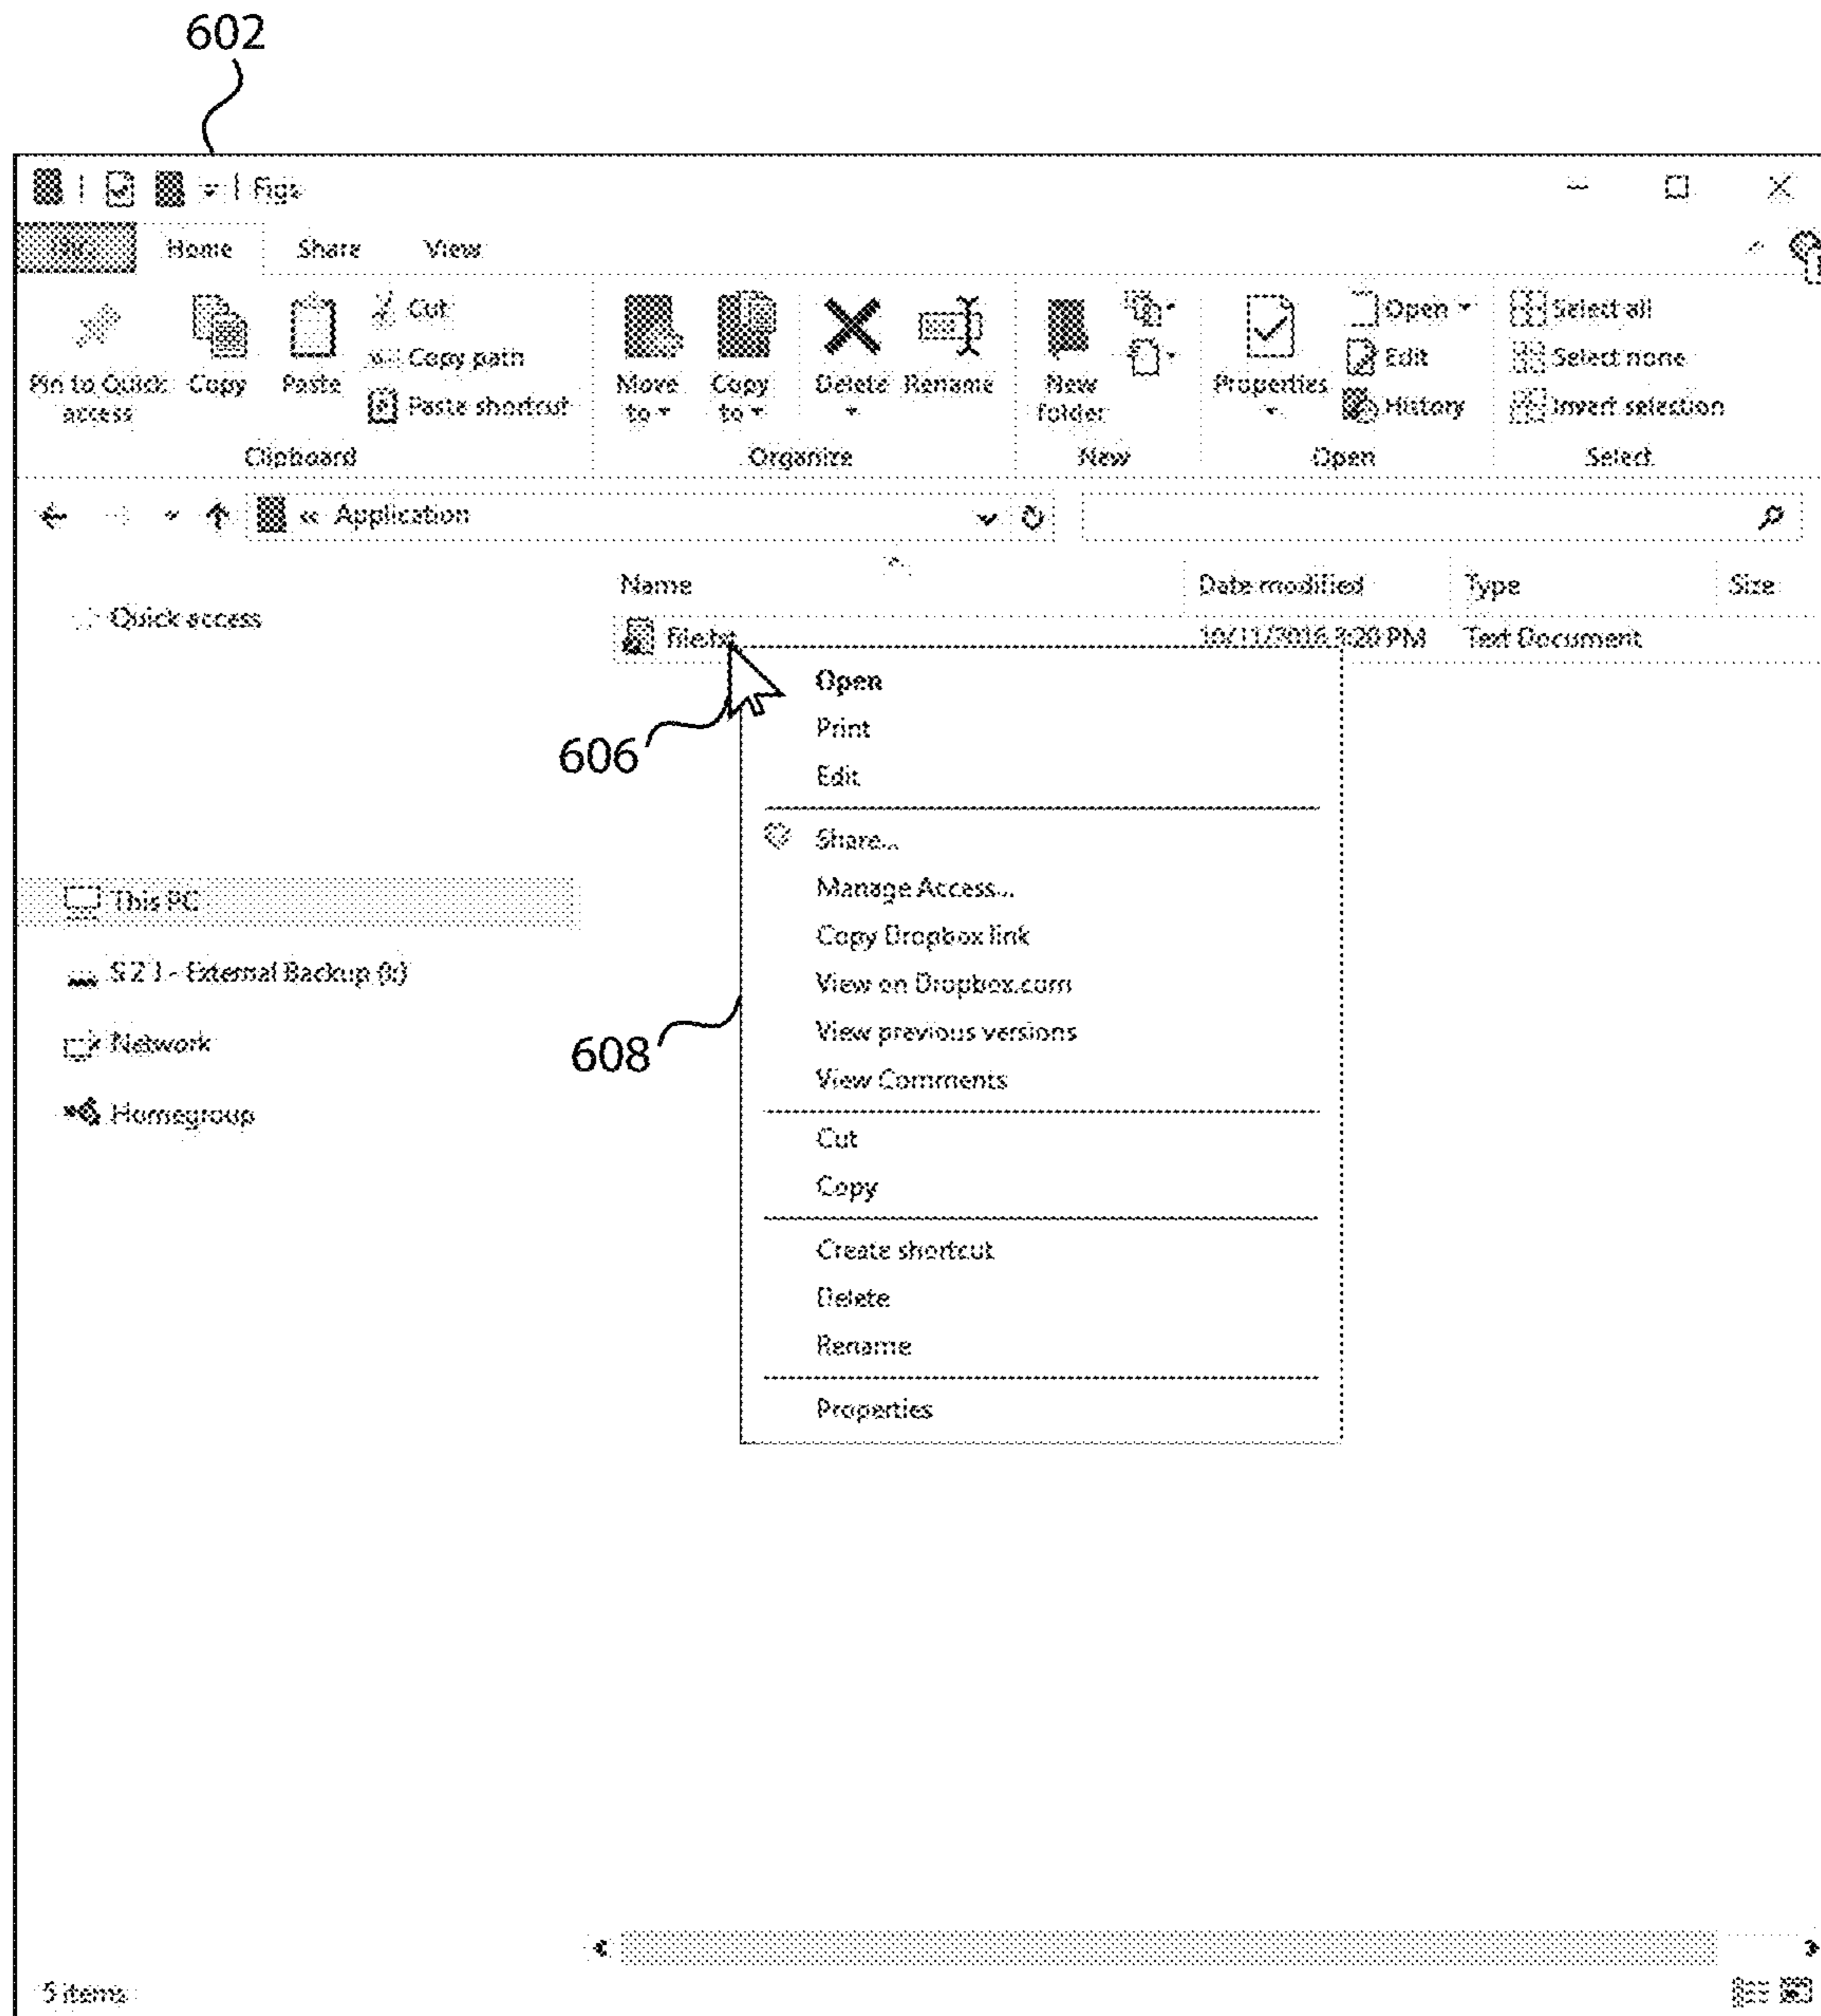 602
Figs
Home Share View
Cut
Open Select all
Copy path
Edit Select none
Pin to Quick access Copy Paste
Move to Copy to Delete Rename New folder Properties
Paste shortcut
History Invert selection
Clipboard Organize New Open Select
« Application
Name Date modified Type Size
Quick access
file.txt PM Text Document
Open
Print
606
Edit
Share...
Manage Access...
This PC
Copy Dropbox link
External Backup
View on Dropbox.com
View previous versions
Network
608
View Comments
Homegroup
Cut
Copy
Create shortcut
Delete
Rename
Properties
5 items